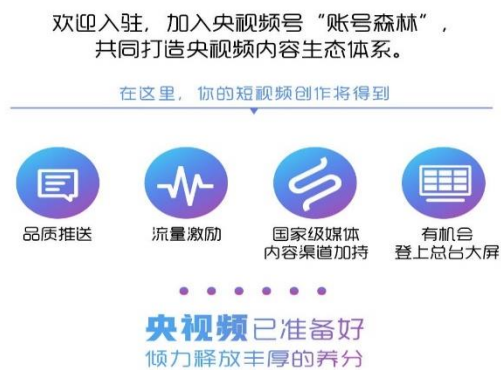 欢迎入驻，加入央视频号“账号森林”，
共同打造央视频内容生态体系。
在这里，你的短视频创作将得到
品质推送
流量激励
国家级媒体
内容渠道加持
有机会
登上总台大屏
央视频已准备好
倾力释放丰厚的养分